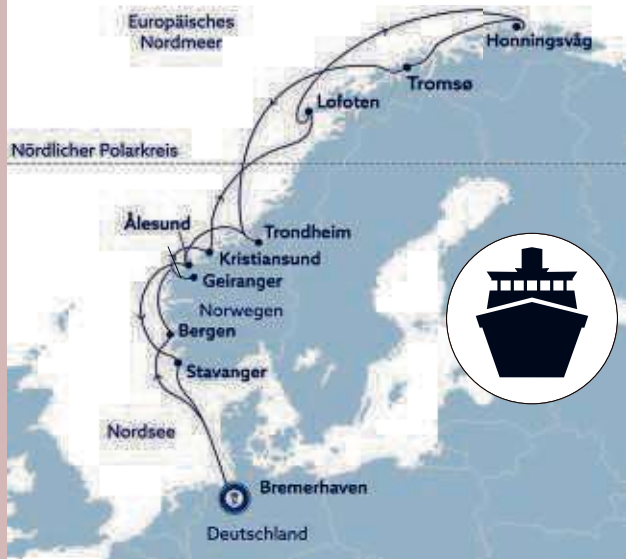 Europäisches
Nordmeer
Honningsvåg
Tromsø
Lofoten
Nördlicher Polarkreis
Ålesund
Trondheim
Kristiansund
Geiranger
Norwegen
Bergen
Stavanger
Nordsee
Bremerhaven
Deutschland